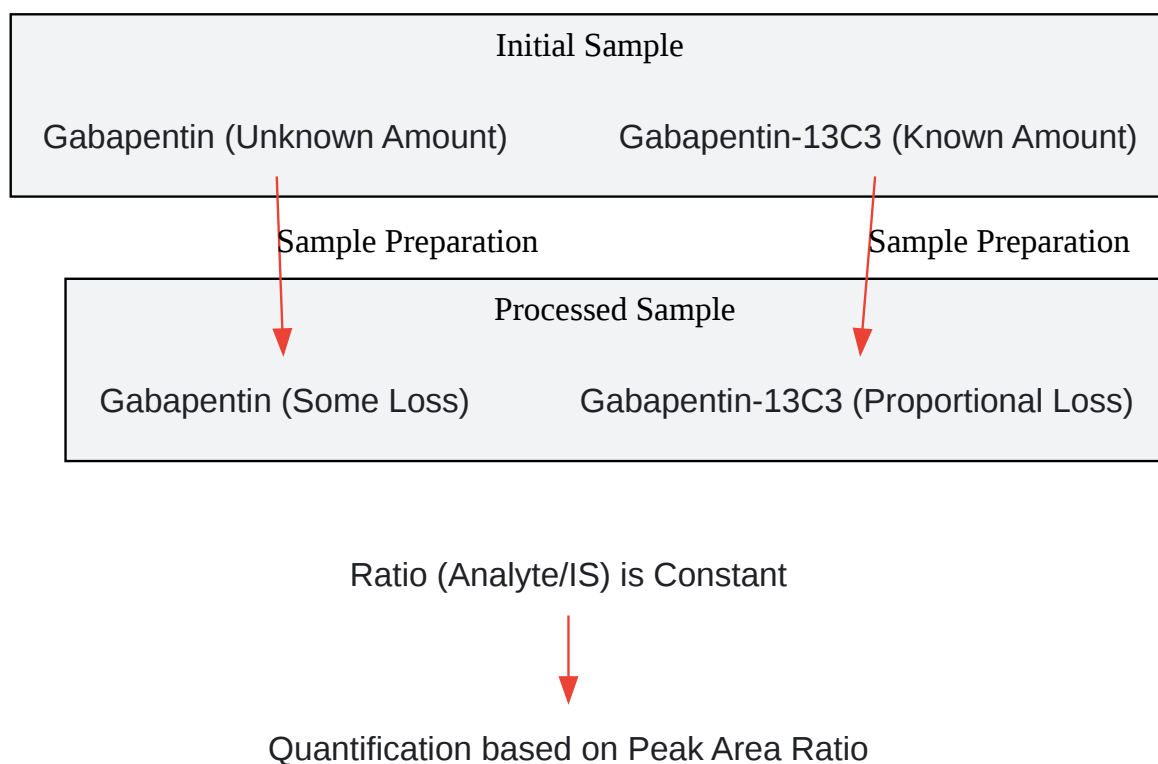 Initial Sample
Gabapentin (Unknown Amount) Gabapentin-13C3 (Known Amount)
Sample Preparation Sample Preparation
Processed Sample
Gabapentin (Some Loss) Gabapentin-13C3 (Proportional Loss)
Ratio (Analyte/IS) is Constant
Quantification based on Peak Area Ratio